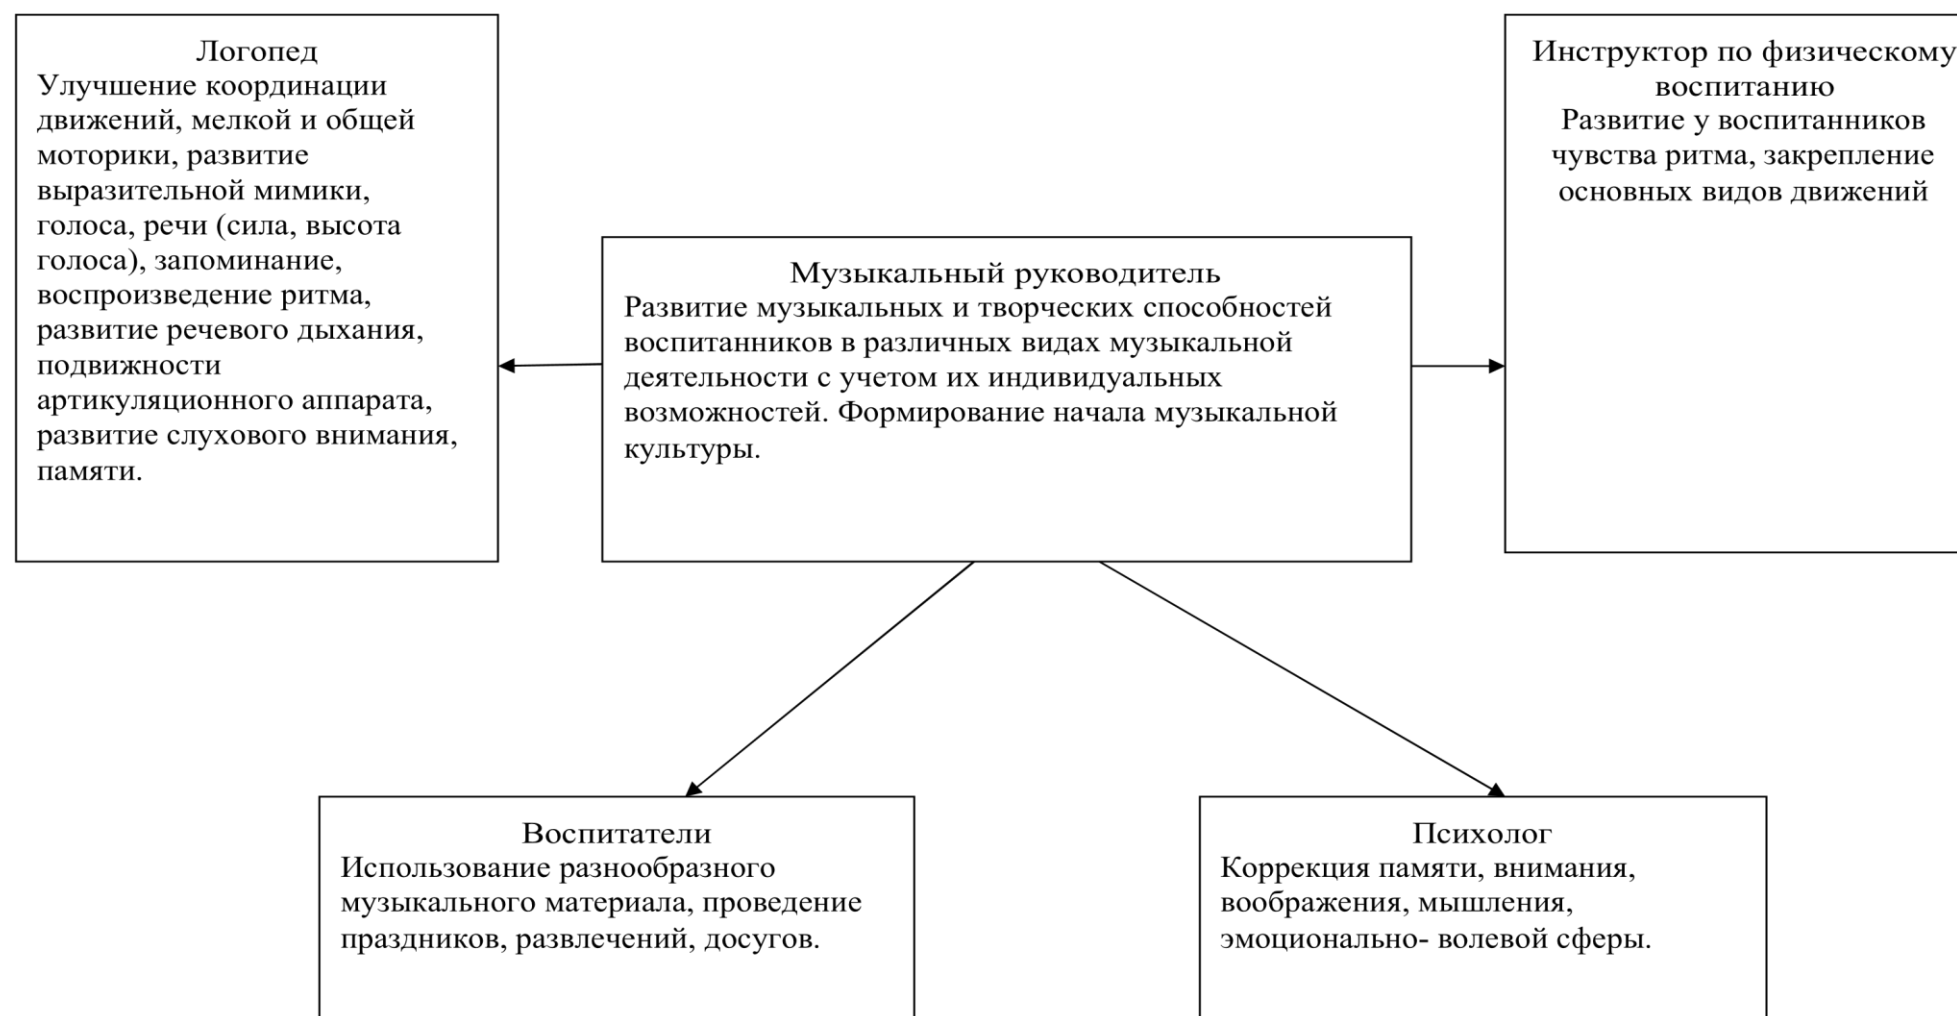 Логопед
Улучшение координации
движений, мелкой и общей
моторики, развитие
выразительной мимики,
голоса, речи (сила, высота
голоса), запоминание,
воспроизведение ритма,
развитие речевого дыхания,
подвижности
артикуляционного аппарата,
развитие слухового внимания,
памяти.
Музыкальный руководитель
Развитие музыкальных и творческих способностей
воспитанников в различных видах музыкальной
деятельности с учетом их индивидуальных
возможностей. Формирование начала музыкальной
культуры.
Инструктор по физическому
воспитанию
Развитие у воспитанников
чувства ритма, закрепление
основных видов движений
Воспитатели
Использование разнообразного
музыкального материала, проведение
праздников, развлечений, досугов.
Психолог
Коррекция памяти, внимания,
воображения, мышления,
эмоционально- волевой сферы.